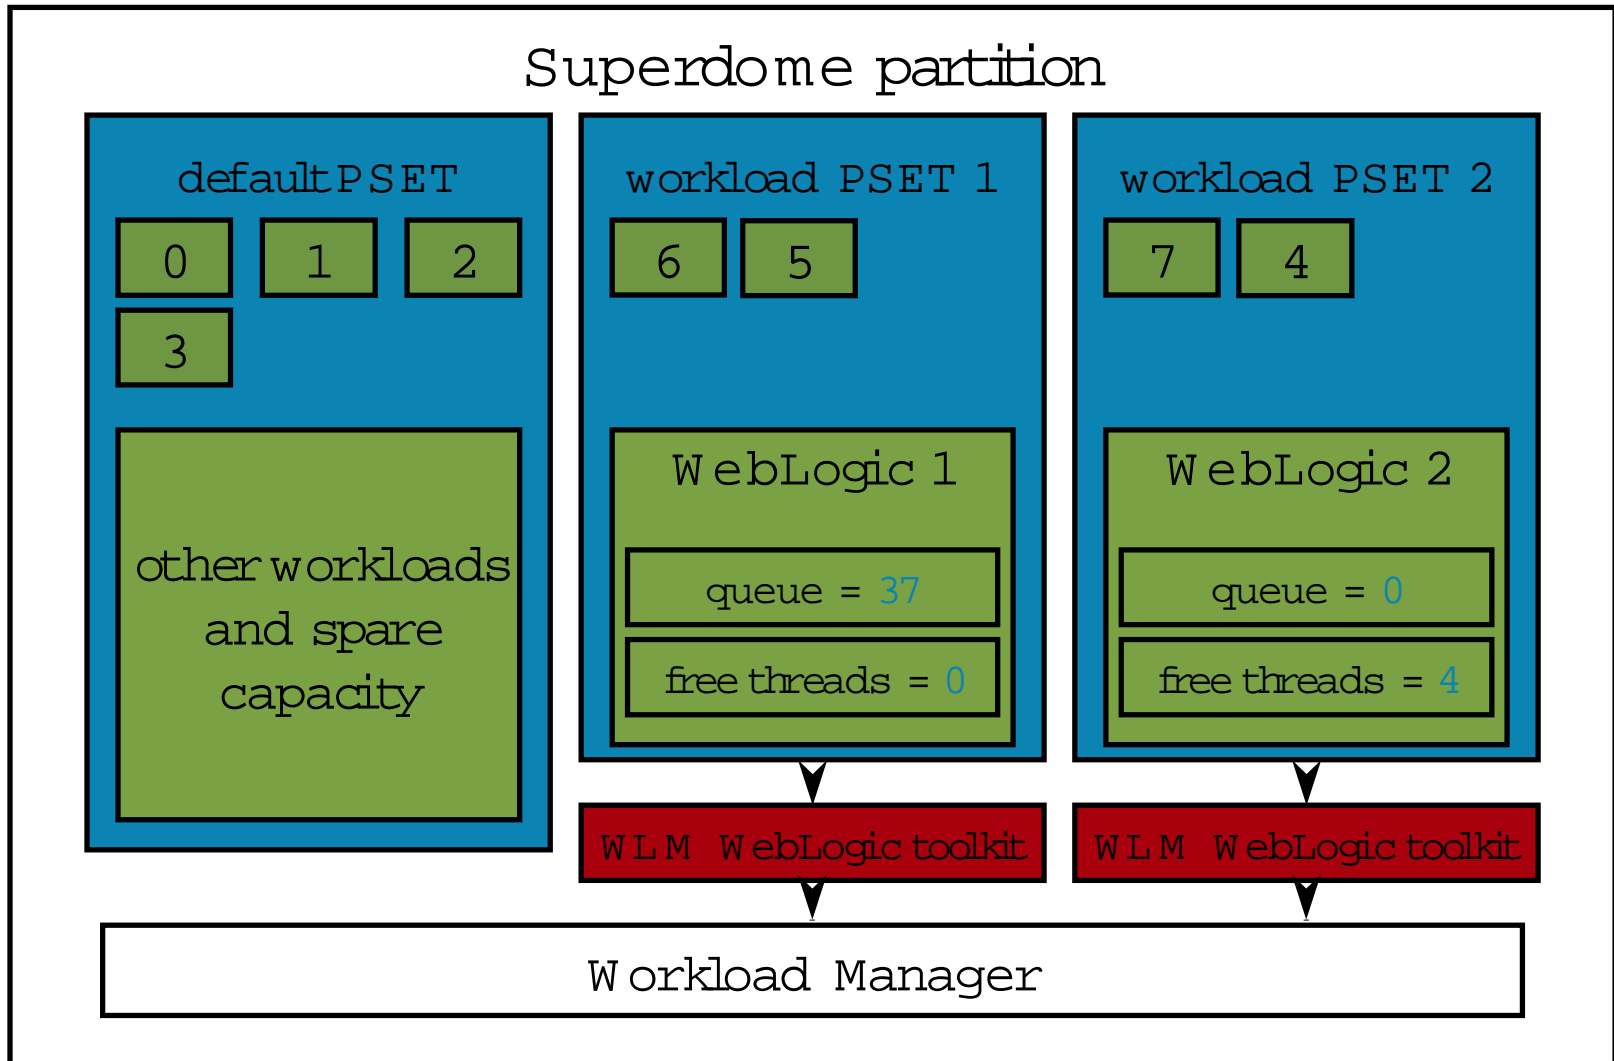 Superdome partition
default PSET
0 1 2
3
other workloads
and spare
capacity
workload PSET 1
6 5
WebLogic 1
queue = 37
free threads = 0
WLM WebLogic toolkit
workload PSET 2
7 4
WebLogic 2
queue = 0
free threads = 4
WLM WebLogic toolkit
Workload Manager